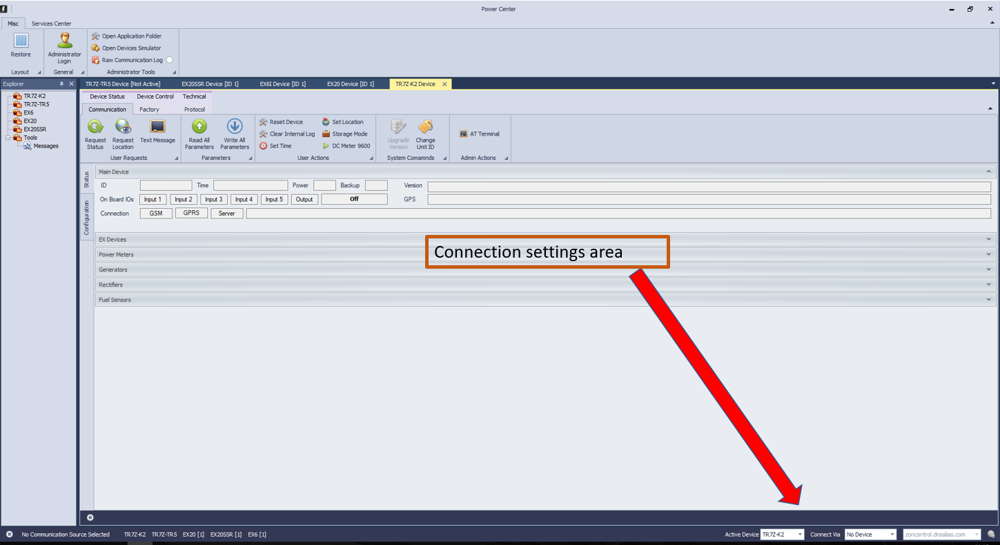 Power Center
Misc Services Center
Restore
Administrator
Login
Open Application Folder
Open Devices Simulator
Raw Communication Log
Layout General Administrator Tools
Explorer
TR7Z-K2
TR7Z-TR5
EX6
EX20
EX20SSR
Tools
Messages
TR7Z-TR5 Device [Not Active] EX20SSR Device [ID 1] EX6I Device [ID 1] EX20 Device [ID 1] TR7Z-K2 Device
Device Status Device Control Technical
Communication Factory Protocol
Request
Status
Request
Location
Text Message
User Requests
Read All
Parameters
Write All
Parameters
Parameters
Reset Device Set Location
Clear Internal Log Storage Mode
Set Time DC Meter 9600
User Actions
Upgrade
Version
Change
Unit ID
System Comamnds
AT Terminal
Admin Actions
Status
Configuration
Main Device
ID Time Power Backup Version
On Board IOs Input 1 Input 2 Input 3 Input 4 Input 5 Output Off GPS
Connection GSM GPRS Server
EX Devices
Power Meters
Generators
Rectifiers
Fuel Sensors
Connection settings area
No Communication Source Selected TR7Z-K2 TR7Z-TR5 EX20 [1] EX20SSR [1] EX6 [1] Active Device TR7Z-K2 Connect Via No Device zoncontrol.dnsalias.com